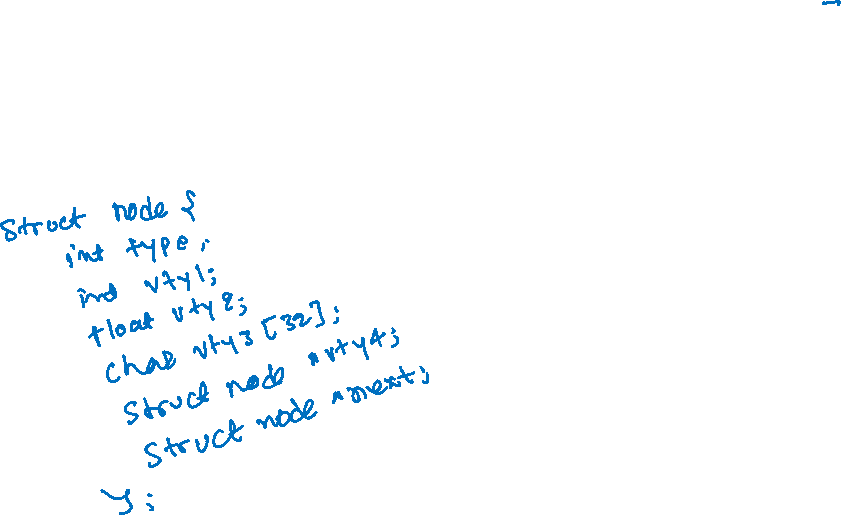 struct node {
int type;
int vty1;
float vty2;
char vty3[32];
struct node *vty4;
struct node *next;
};